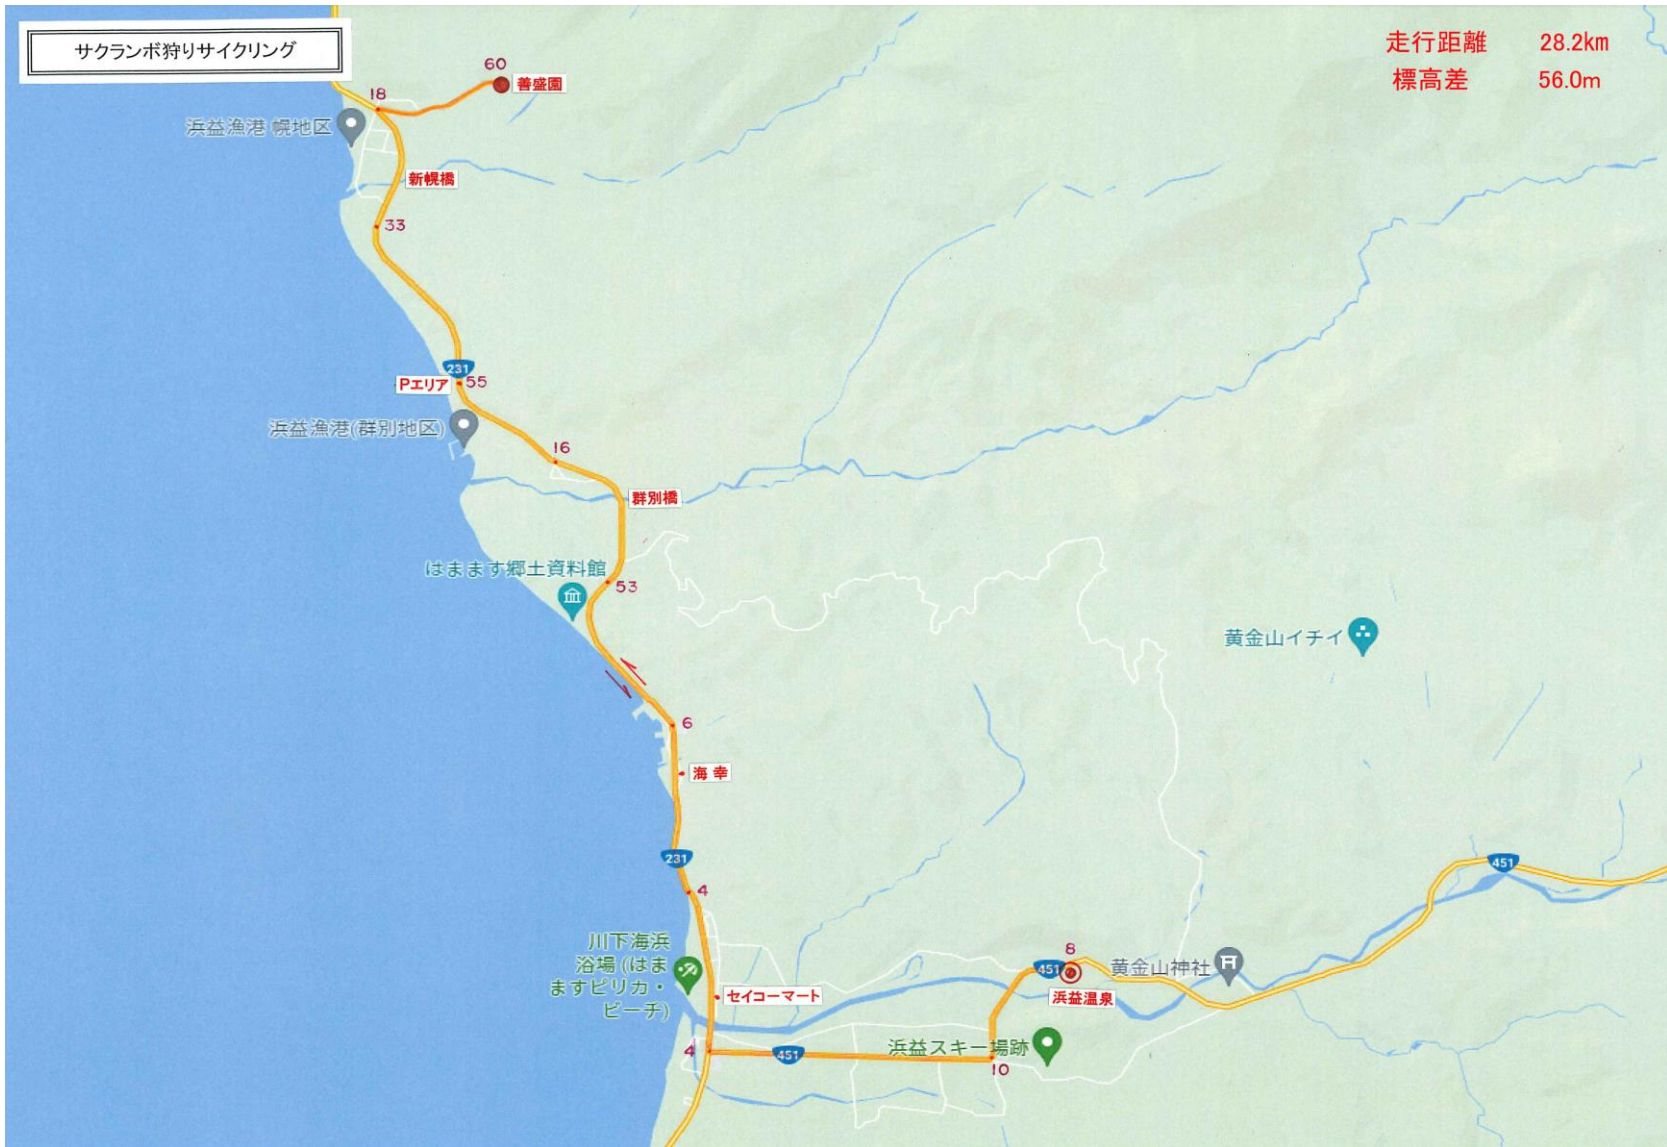 サクランボ狩りサイクリング
走行距離 28.2km
標高差 56.0m
60
善盛園
18
浜益漁港 幌地区
新幌橋
33
231
Pエリア
55
浜益漁港(群別地区)
16
群別橋
はまます郷土資料館
53
黄金山イチイ
6
海 幸
231
451
4
川下海浜
浴場 (はま
ますピリカ・
ビーチ)
8
451
黄金山神社
浜益温泉
セイコーマート
4
451
浜益スキー場跡
10